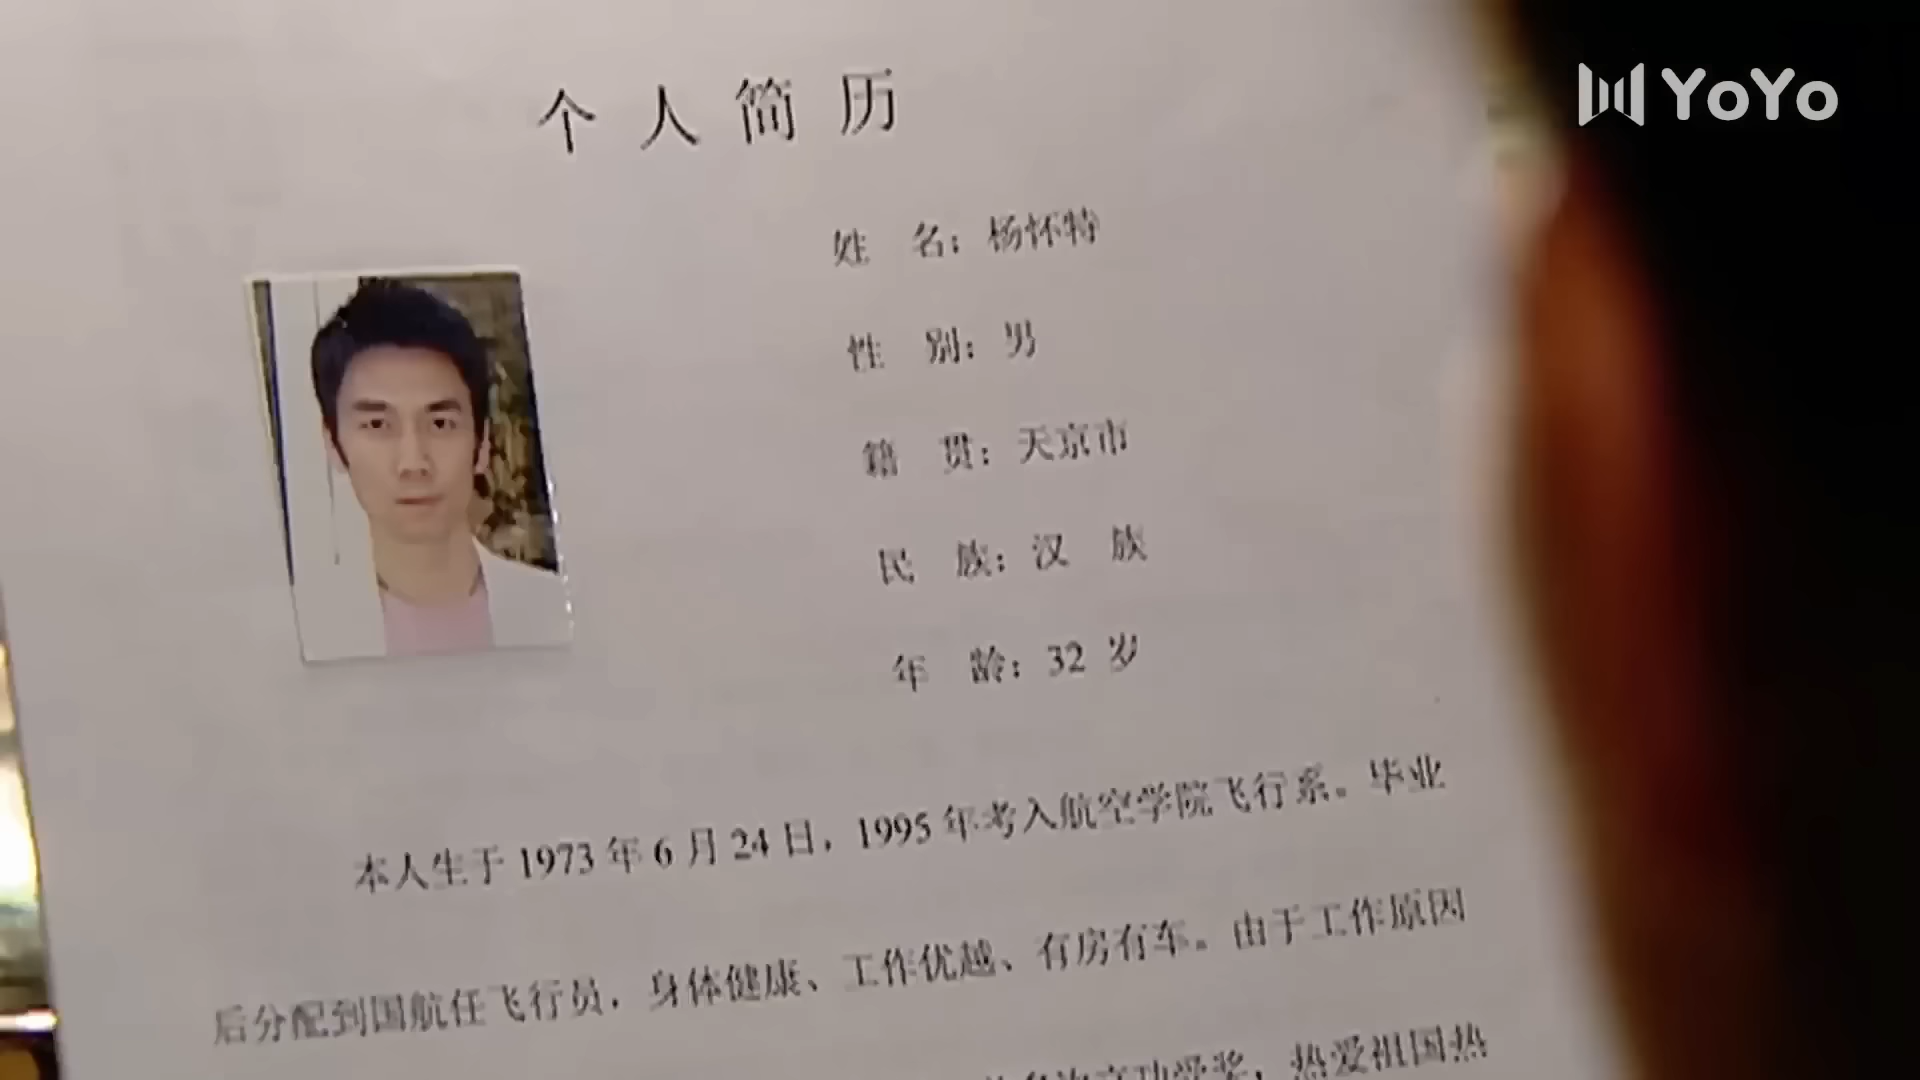 YoYo
个人简历
姓 名：杨怀特
性 别：男
籍 贯：天京市
民 族：汉 族
年 龄：32 岁
本人生于 1973 年 6 月 24 日，1995 年考入航空学院飞行系。毕业
后分配到国航任飞行员，身体健康、工作优越、有房有车。由于工作原因
立功受奖，热爱祖国热